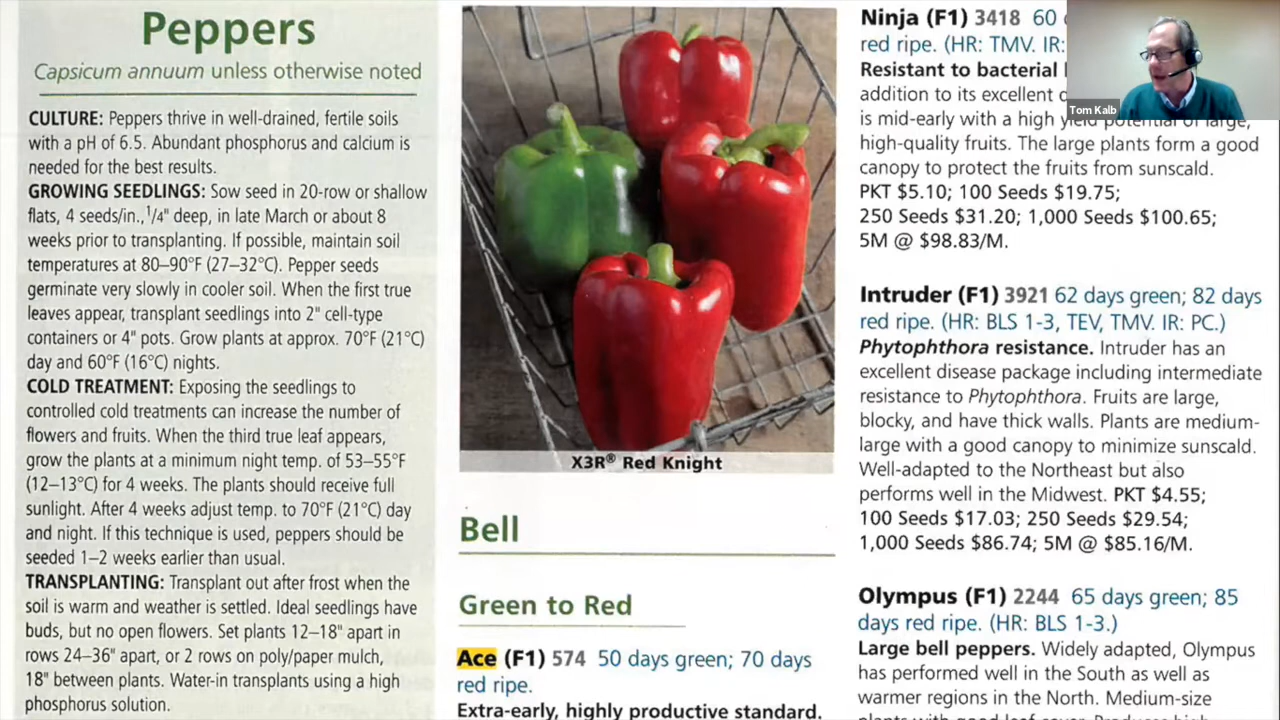 Peppers
Capsicum annuum unless otherwise noted
CULTURE: Peppers thrive in well-drained, fertile soils
with a pH of 6.5. Abundant phosphorus and calcium is
needed for the best results.
GROWING SEEDLINGS: Sow seed in 20-row or shallow
flats, 4 seeds/in., 1/4" deep, in late March or about 8
weeks prior to transplanting. If possible, maintain soil
temperatures at 80–90°F (27–32°C). Pepper seeds
germinate very slowly in cooler soil. When the first true
leaves appear, transplant seedlings into 2" cell-type
containers or 4" pots. Grow plants at approx. 70°F (21°C)
day and 60°F (16°C) nights.
COLD TREATMENT: Exposing the seedlings to
controlled cold treatments can increase the number of
flowers and fruits. When the third true leaf appears,
grow the plants at a minimum night temp. of 53–55°F
(12–13°C) for 4 weeks. The plants should receive full
sunlight. After 4 weeks adjust temp. to 70°F (21°C) day
and night. If this technique is used, peppers should be
seeded 1–2 weeks earlier than usual.
TRANSPLANTING: Transplant out after frost when the
soil is warm and weather is settled. Ideal seedlings have
buds, but no open flowers. Set plants 12–18" apart in
rows 24–36" apart, or 2 rows on poly/paper mulch,
18" between plants. Water-in transplants using a high
phosphorus solution.
X3R® Red Knight
Bell
Green to Red
Ace (F1) 574 50 days green; 70 days
red ripe.
Extra-early, highly productive standard.
Ninja (F1) 3418 60
red ripe. (HR: TMV. IR:
Resistant to bacterial
addition to its excellent
is mid-early with a high yield potential of large,
high-quality fruits. The large plants form a good
canopy to protect the fruits from sunscald.
PKT $5.10; 100 Seeds $19.75;
250 Seeds $31.20; 1,000 Seeds $100.65;
5M @ $98.83/M.
Intruder (F1) 3921 62 days green; 82 days
red ripe. (HR: BLS 1-3, TEV, TMV. IR: PC.)
Phytophthora resistance. Intruder has an
excellent disease package including intermediate
resistance to Phytophthora. Fruits are large,
blocky, and have thick walls. Plants are medium-
large with a good canopy to minimize sunscald.
Well-adapted to the Northeast but also
performs well in the Midwest. PKT $4.55;
100 Seeds $17.03; 250 Seeds $29.54;
1,000 Seeds $86.74; 5M @ $85.16/M.
Olympus (F1) 2244 65 days green; 85
days red ripe. (HR: BLS 1-3.)
Large bell peppers. Widely adapted, Olympus
has performed well in the South as well as
warmer regions in the North. Medium-size
Tom Kalb